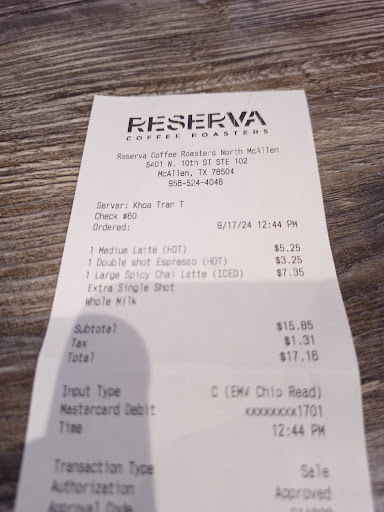 RESERVA
COFFEE ROASTERS
Reserva Coffee Roasters North McAllen
5401 N. 10th ST STE 102
McAllen, TX 78504
956-524-4046
Server: Khoa Tran T
Check #60
Ordered: 9/17/24 12:44 PM
1 Medium Latte (HOT) $5.25
1 Double shot Espresso (HOT) $3.25
1 Large Spicy Chai Latte (ICED) $7.35
Extra Single Shot
Whole Milk
Subtotal $15.85
Tax $1.31
Total $17.16
Input Type C (EMV Chip Read)
Mastercard Debit xxxxxxxx1701
Time 12:44 PM
Transaction Type Sale
Authorization Approved
Approval Code